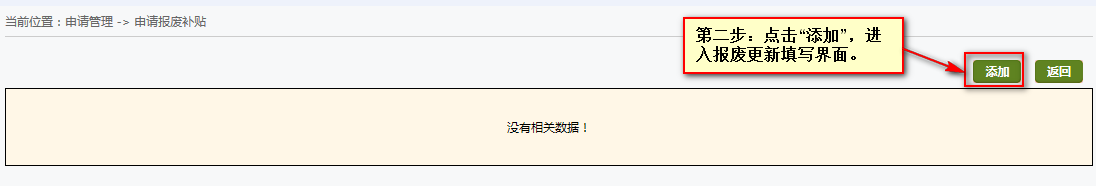 当前位置：申请管理 -> 申请报废补贴
第二步：点击“添加”，进
入报废更新填写界面。
添加 返回
没有相关数据！